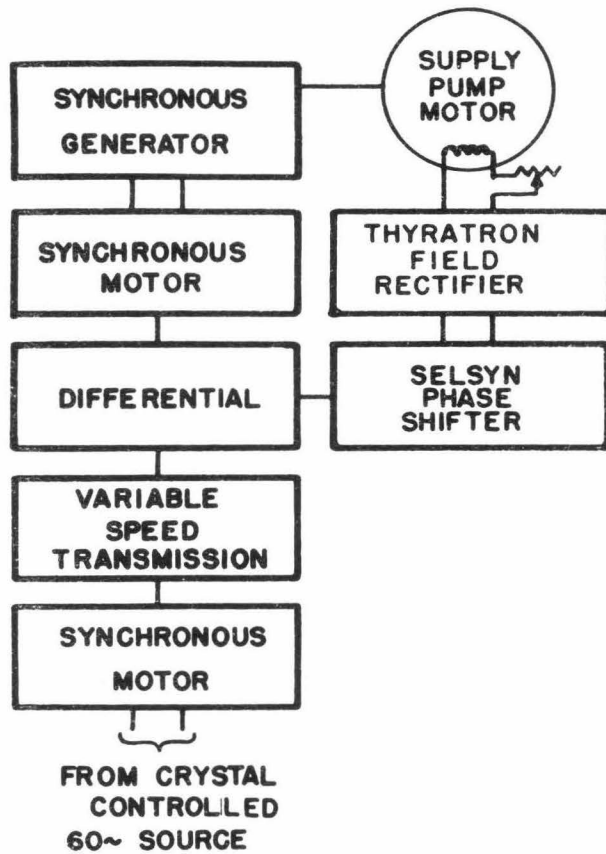 SYNCHRONOUS
GENERATOR
SUPPLY
PUMP
MOTOR
SYNCHRONOUS
MOTOR
THYRATRON
FIELD
RECTIFIER
DIFFERENTIAL
SELSYN
PHASE
SHIFTER
VARIABLE
SPEED
TRANSMISSION
SYNCHRONOUS
MOTOR
FROM CRYSTAL
CONTROLLED
60~ SOURCE